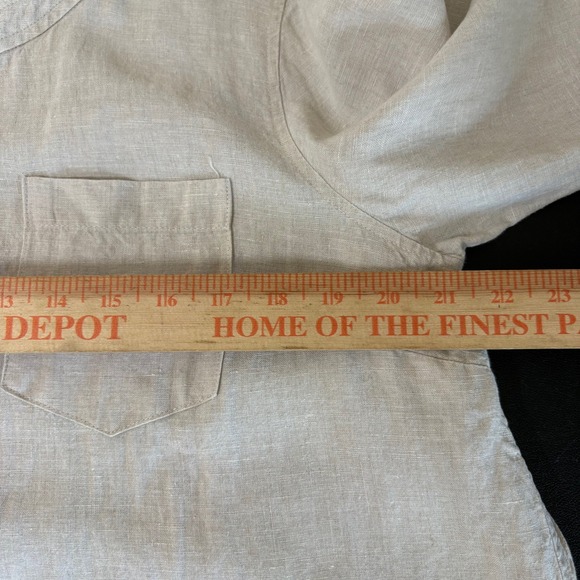 13 14 15 16 17 18 19 20 21 22 23
DEPOT HOME OF THE FINEST P